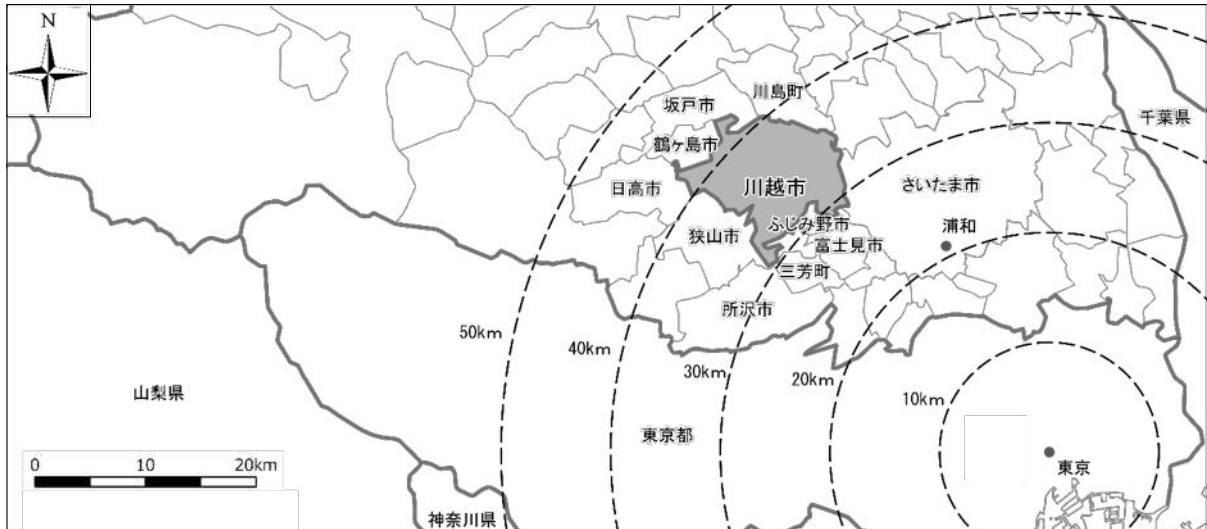 N
川島町
坂戸市
千葉県
鶴ヶ島市
川越市
日高市
さいたま市
ふじみ野市
浦和
狭山市
富士見市
三芳町
所沢市
50km
40km
30km
20km
10km
山梨県
東京都
0 10 20km
東京
神奈川県